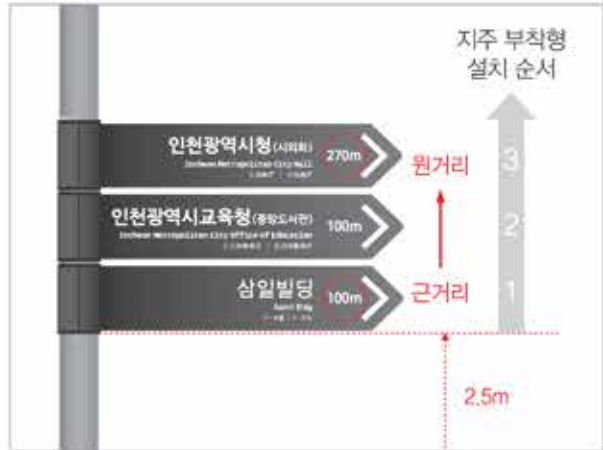 지주 부착형
설치 순서
인천광역시청(시의회)
Incheon Metropolitan City Hall
270m
원거리
3
인천광역시교육청(중앙도서관)
Incheon Metropolitan City Office of Education
100m
2
삼일빌딩
Samil Bldg
100m
근거리
1
2.5m